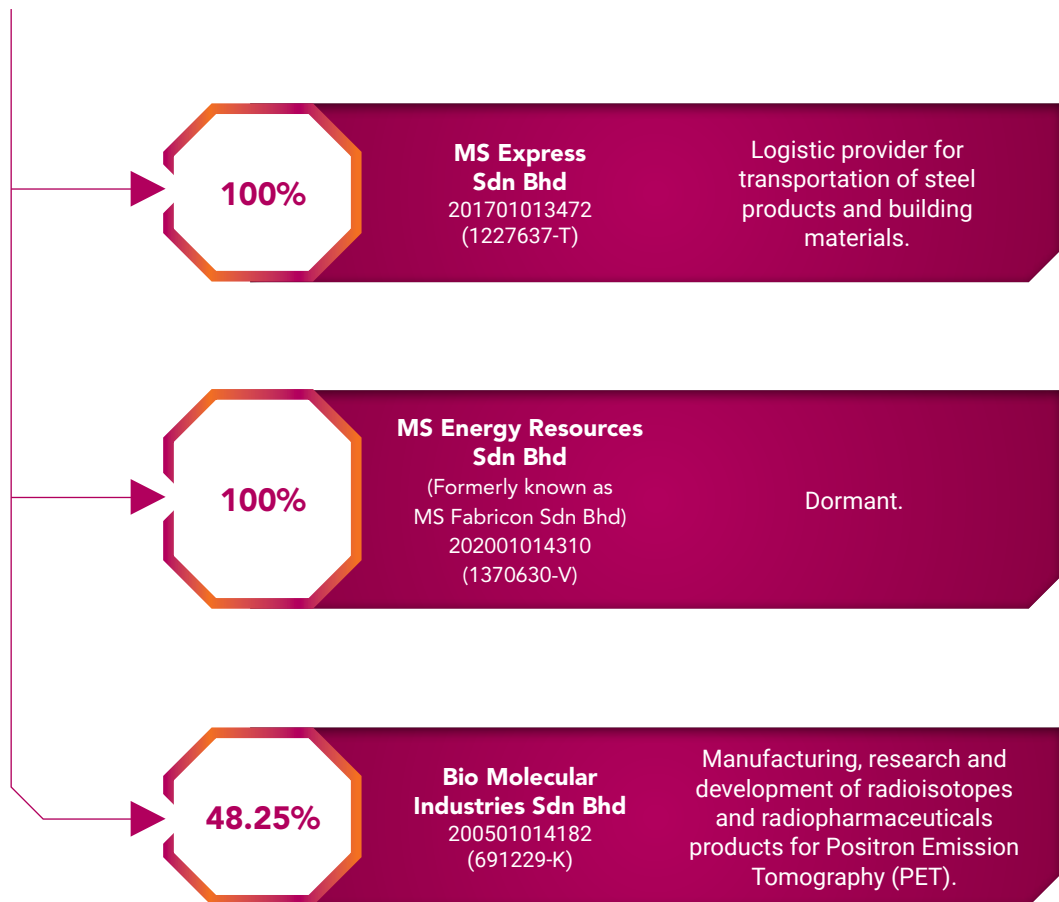 100%
MS Express
Sdn Bhd
201701013472
(1227637-T)
Logistic provider for
transportation of steel
products and building
materials.
100%
MS Energy Resources
Sdn Bhd
(Formerly known as
MS Fabricon Sdn Bhd)
202001014310
(1370630-V)
Dormant.
48.25%
Bio Molecular
Industries Sdn Bhd
200501014182
(691229-K)
Manufacturing, research and
development of radioisotopes
and radiopharmaceuticals
products for Positron Emission
Tomography (PET).